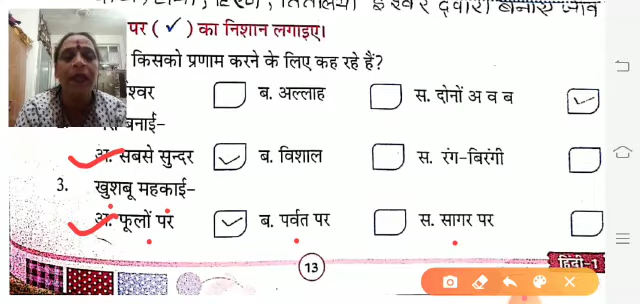 पर ( ✓ ) का निशान लगाइए।
किसको प्रणाम करने के लिए कह रहे हैं?
ब. अल्लाह स. दोनों अ व ब
बनाई-
अ. सबसे सुन्दर ब. विशाल स. रंग-बिरंगी
3. खुशबू महकाई-
अ. फूलों पर ब. पर्वत पर स. सागर पर
13
हिंदी-1